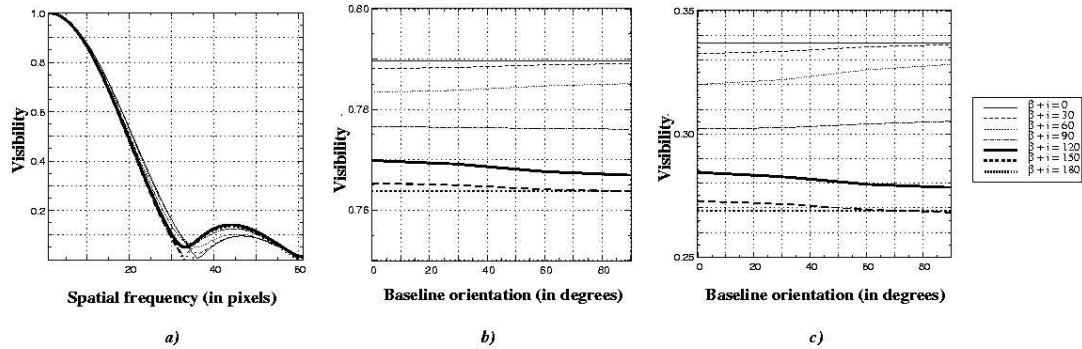 Visibility
1.0
0.8
0.6
0.4
0.2
20
40
60
Spatial frequency (in pixels)
a)
Visibility
0.80
0.78
0.76
0
20
40
60
80
Baseline orientation (in degrees)
b)
Visibility
0.35
0.30
0.25
0
20
40
60
80
Baseline orientation (in degrees)
c)
β + i = 0
β + i = 30
β + i = 60
β + i = 90
β + i = 120
β + i = 150
β + i = 180